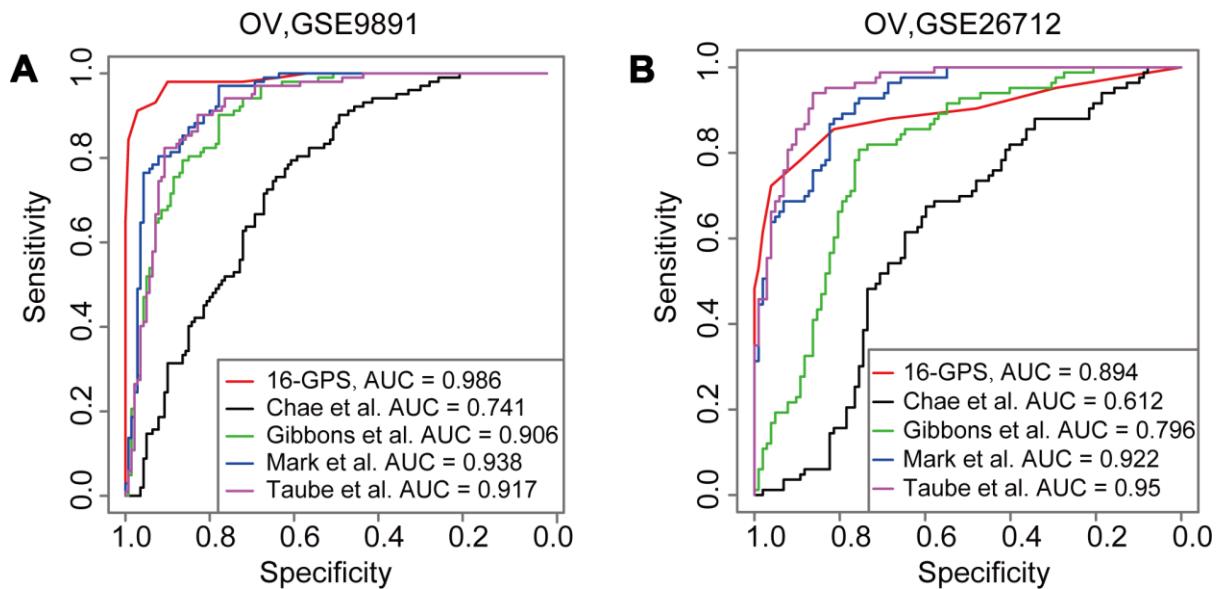 OV,GSE9891
A
Sensitivity
1.0
0.8
0.6
0.4
0.2
0.0
16-GPS, AUC = 0.986
Chae et al. AUC = 0.741
Gibbons et al. AUC = 0.906
Mark et al. AUC = 0.938
Taube et al. AUC = 0.917
1.0 0.8 0.6 0.4 0.2 0.0
Specificity
OV,GSE26712
B
Sensitivity
1.0
0.8
0.6
0.4
0.2
0.0
16-GPS, AUC = 0.894
Chae et al. AUC = 0.612
Gibbons et al. AUC = 0.796
Mark et al. AUC = 0.922
Taube et al. AUC = 0.95
1.0 0.8 0.6 0.4 0.2 0.0
Specificity